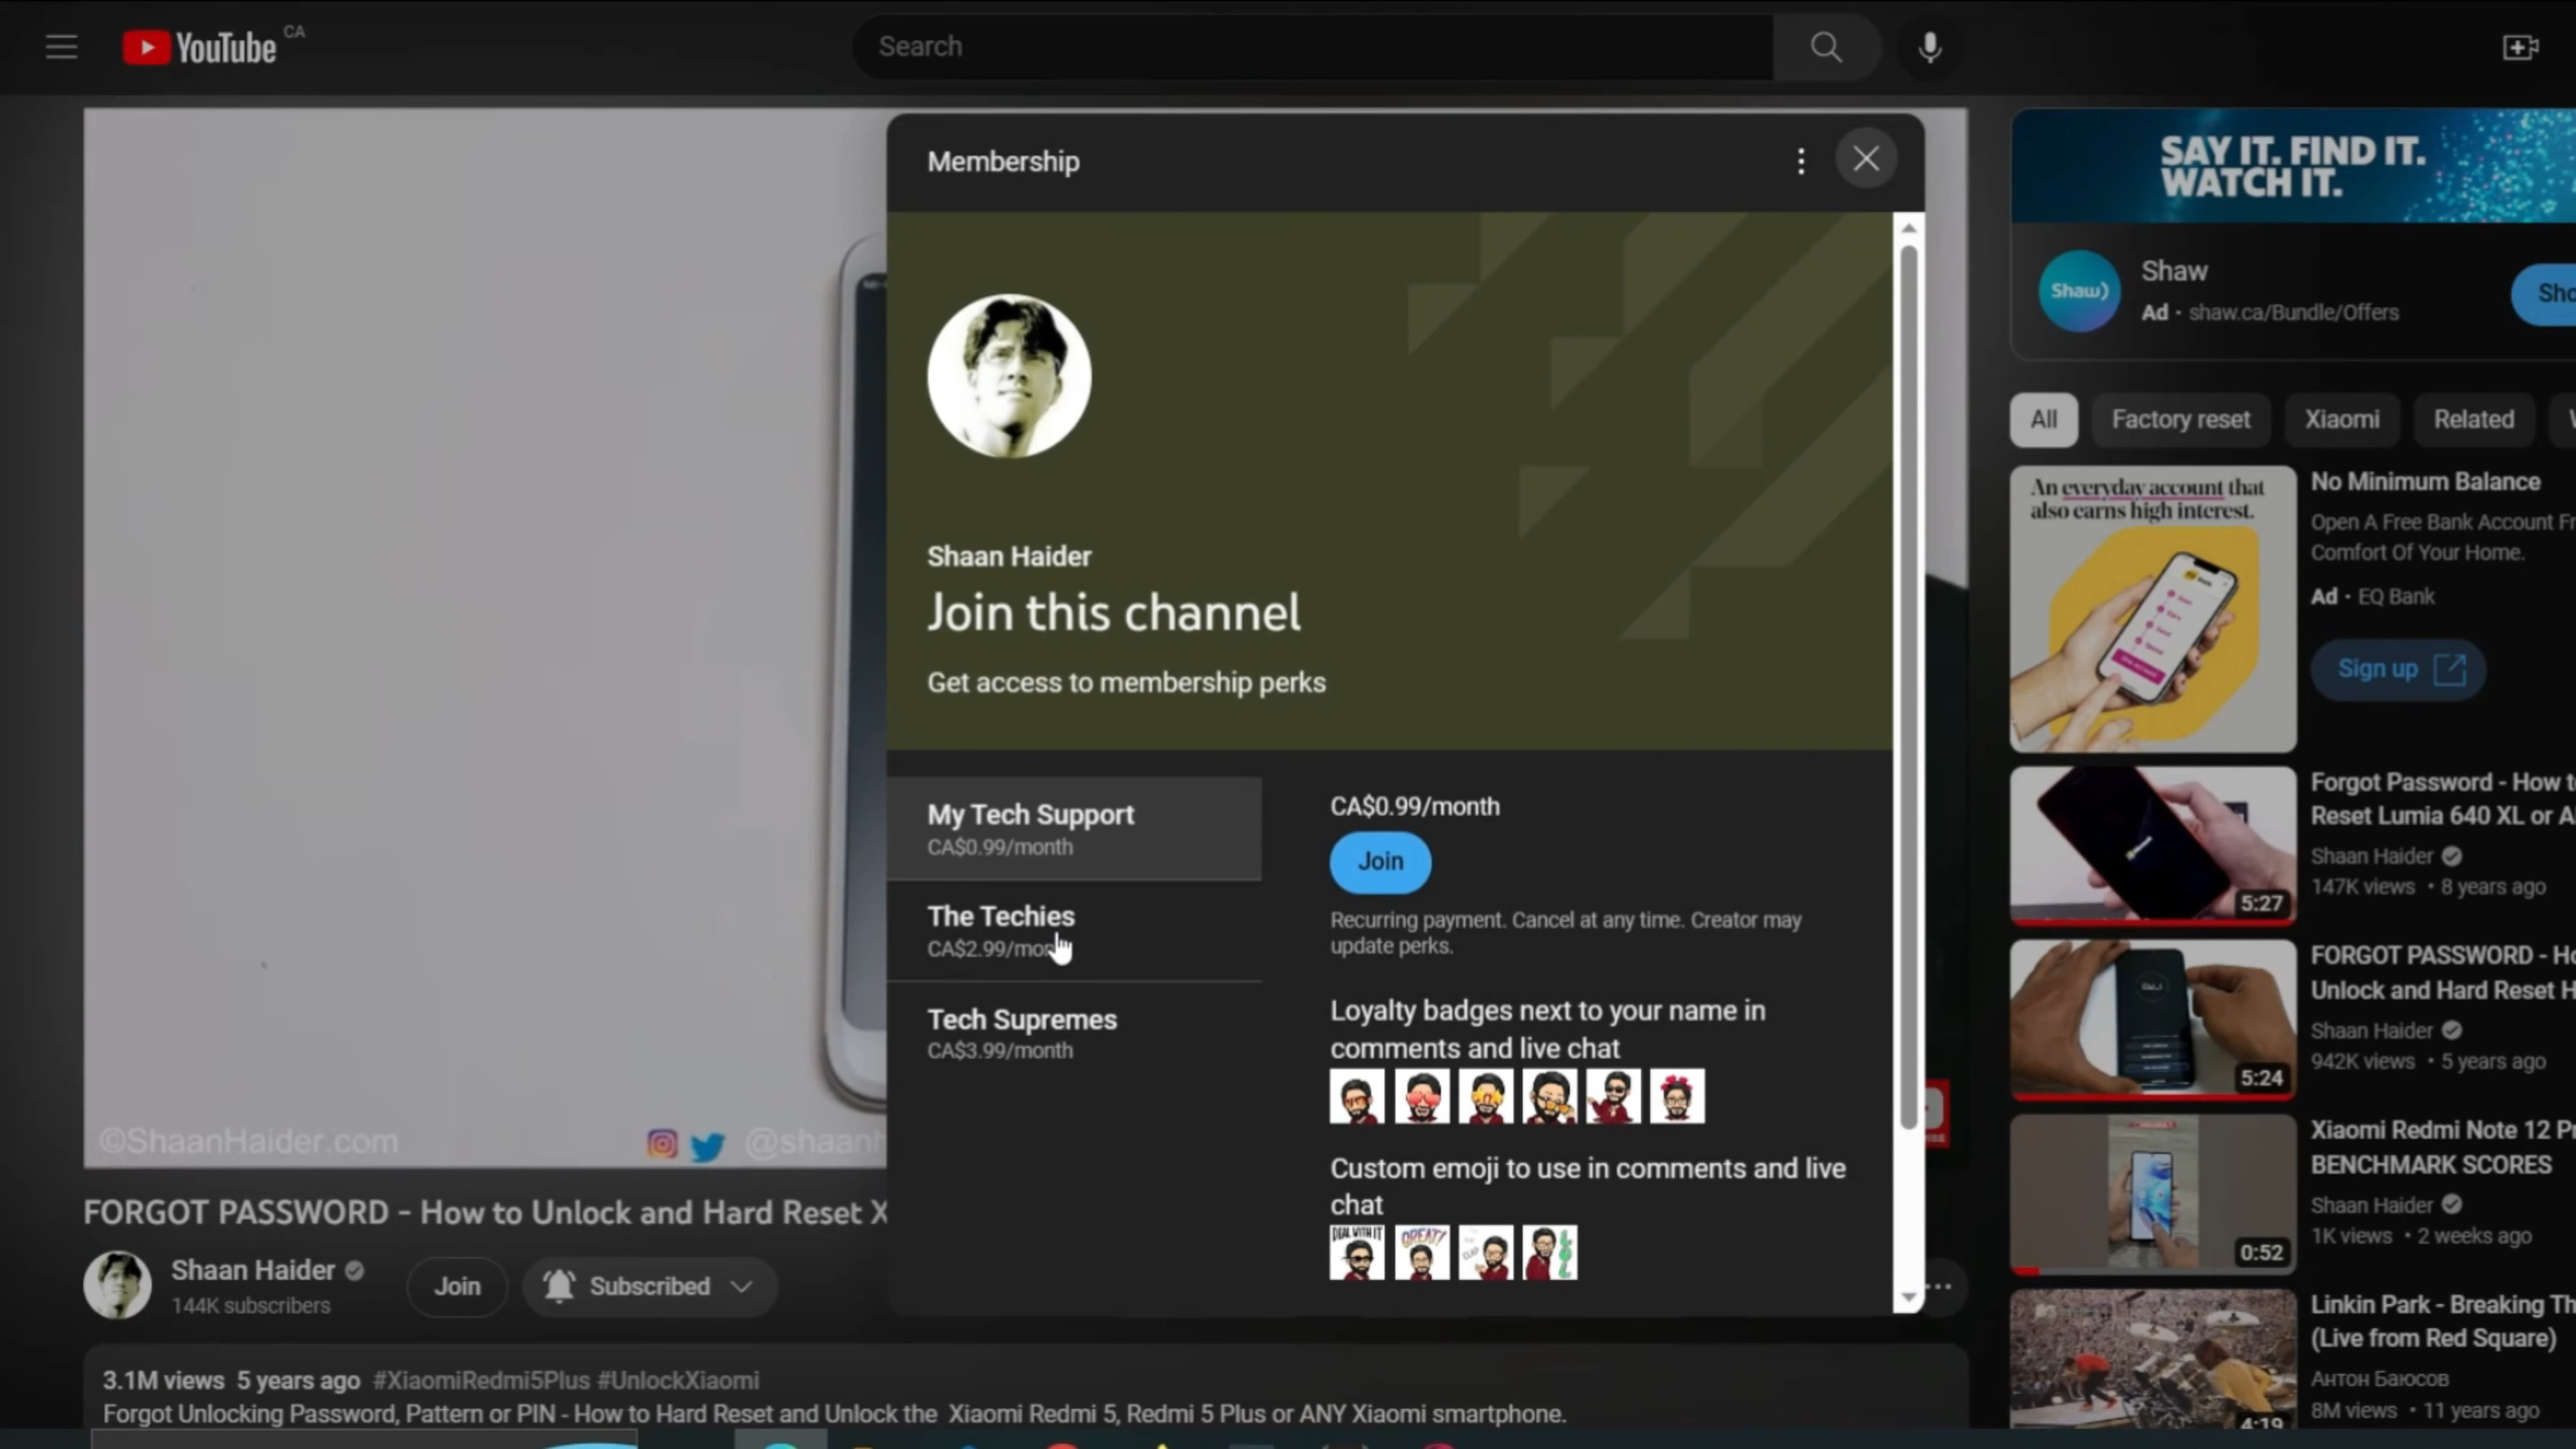 YouTube CA
Search
Membership
SAY IT. FIND IT.
WATCH IT.
Shaw)
Shaw
Ad · shaw.ca/Bundle/Offers
All
Factory reset
Xiaomi
Related
Shaan Haider
Join this channel
Get access to membership perks
My Tech Support
CA$0.99/month
The Techies
Tech Supremes
CA$3.99/month
CA$0.99/month
Join
Recurring payment. Cancel at any time. Creator may
update perks.
Loyalty badges next to your name in
comments and live chat
Custom emoji to use in comments and live
chat
DEAL WITH IT
GREAT!
CLAP
LOL
An everyday account that
also earns high interest.
No Minimum Balance
Open A Free Bank Account
Comfort Of Your Home.
Ad · EQ Bank
Sign up
Forgot Password - How
Reset Lumia 640 XL or
Shaan Haider
147K views • 8 years ago
5:27
FORGOT PASSWORD -
Unlock and Hard Reset
Shaan Haider
942K views • 5 years ago
5:24
Xiaomi Redmi Note 12
BENCHMARK SCORES
Shaan Haider
1K views • 2 weeks ago
0:52
Linkin Park - Breaking
(Live from Red Square)
Антон Баюсов
8M views • 11 years ago
4:19
©ShaanHaider.com
FORGOT PASSWORD - How to Unlock and Hard Reset
Shaan Haider
144K subscribers
Join
Subscribed
3.1M views 5 years ago #XiaomiRedmi5Plus #UnlockXiaomi
Forgot Unlocking Password, Pattern or PIN - How to Hard Reset and Unlock the Xiaomi Redmi 5, Redmi 5 Plus or ANY Xiaomi smartphone.